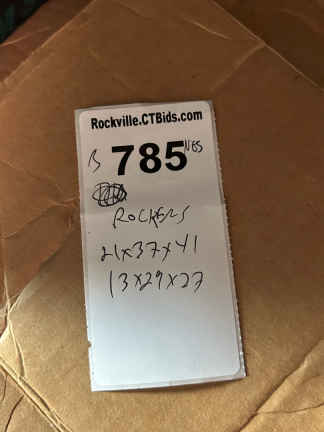 Rockville.CTBids.com
B 785 NES
Rockers
21x37x41
13x29x27